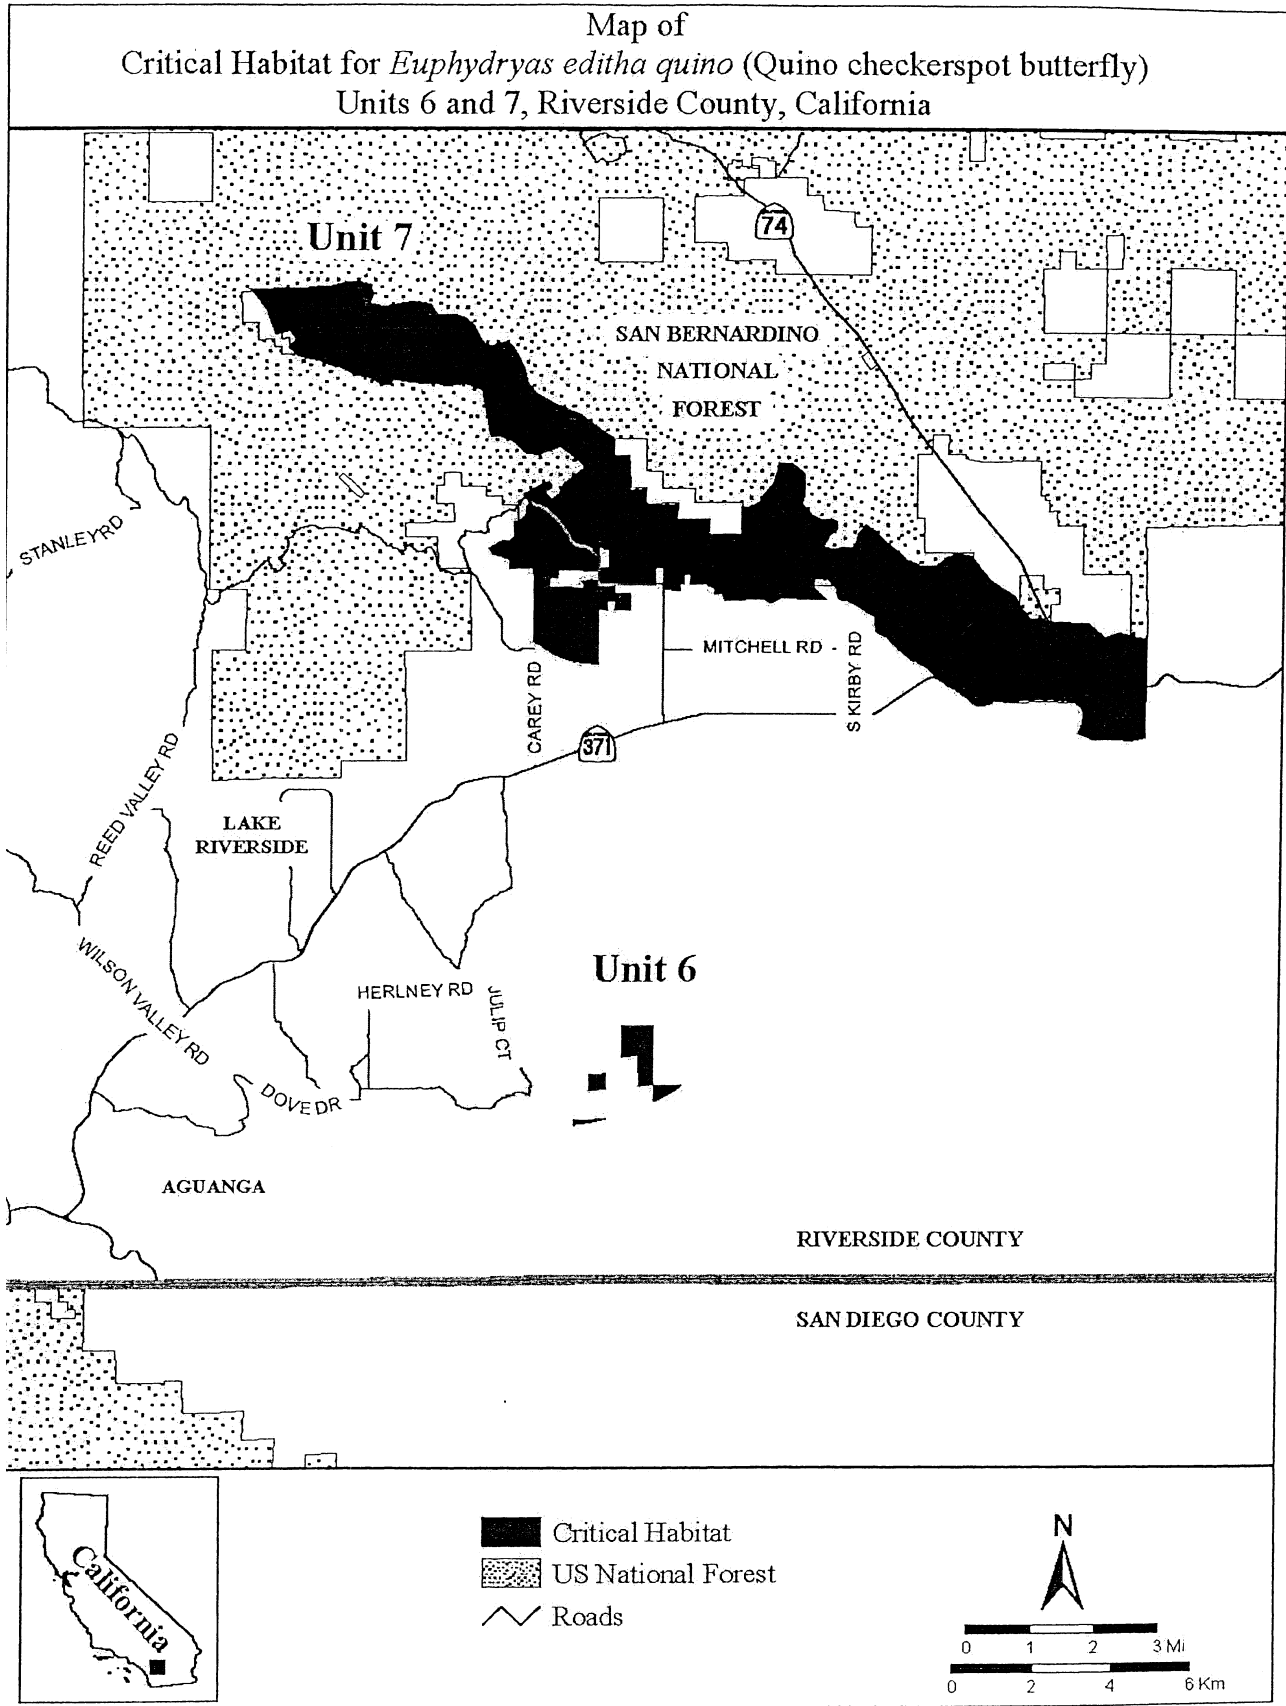 Map of
Critical Habitat for Euphydryas editha quino (Quino checkerspot butterfly)
Units 6 and 7, Riverside County, California
74
Unit 7
SAN BERNARDINO
NATIONAL
FOREST
STANLEY RD
MITCHELL RD
S KIRBY RD
CAREY RD
371
REED VALLEY RD
LAKE
RIVERSIDE
WILSON VALLEY RD
Unit 6
HERLNEY RD
JULIP CT
DOVE DR
AGUANGA
RIVERSIDE COUNTY
SAN DIEGO COUNTY
California
Critical Habitat
US National Forest
Roads
N
0 1 2 3 Mi
0 2 4 6 Km